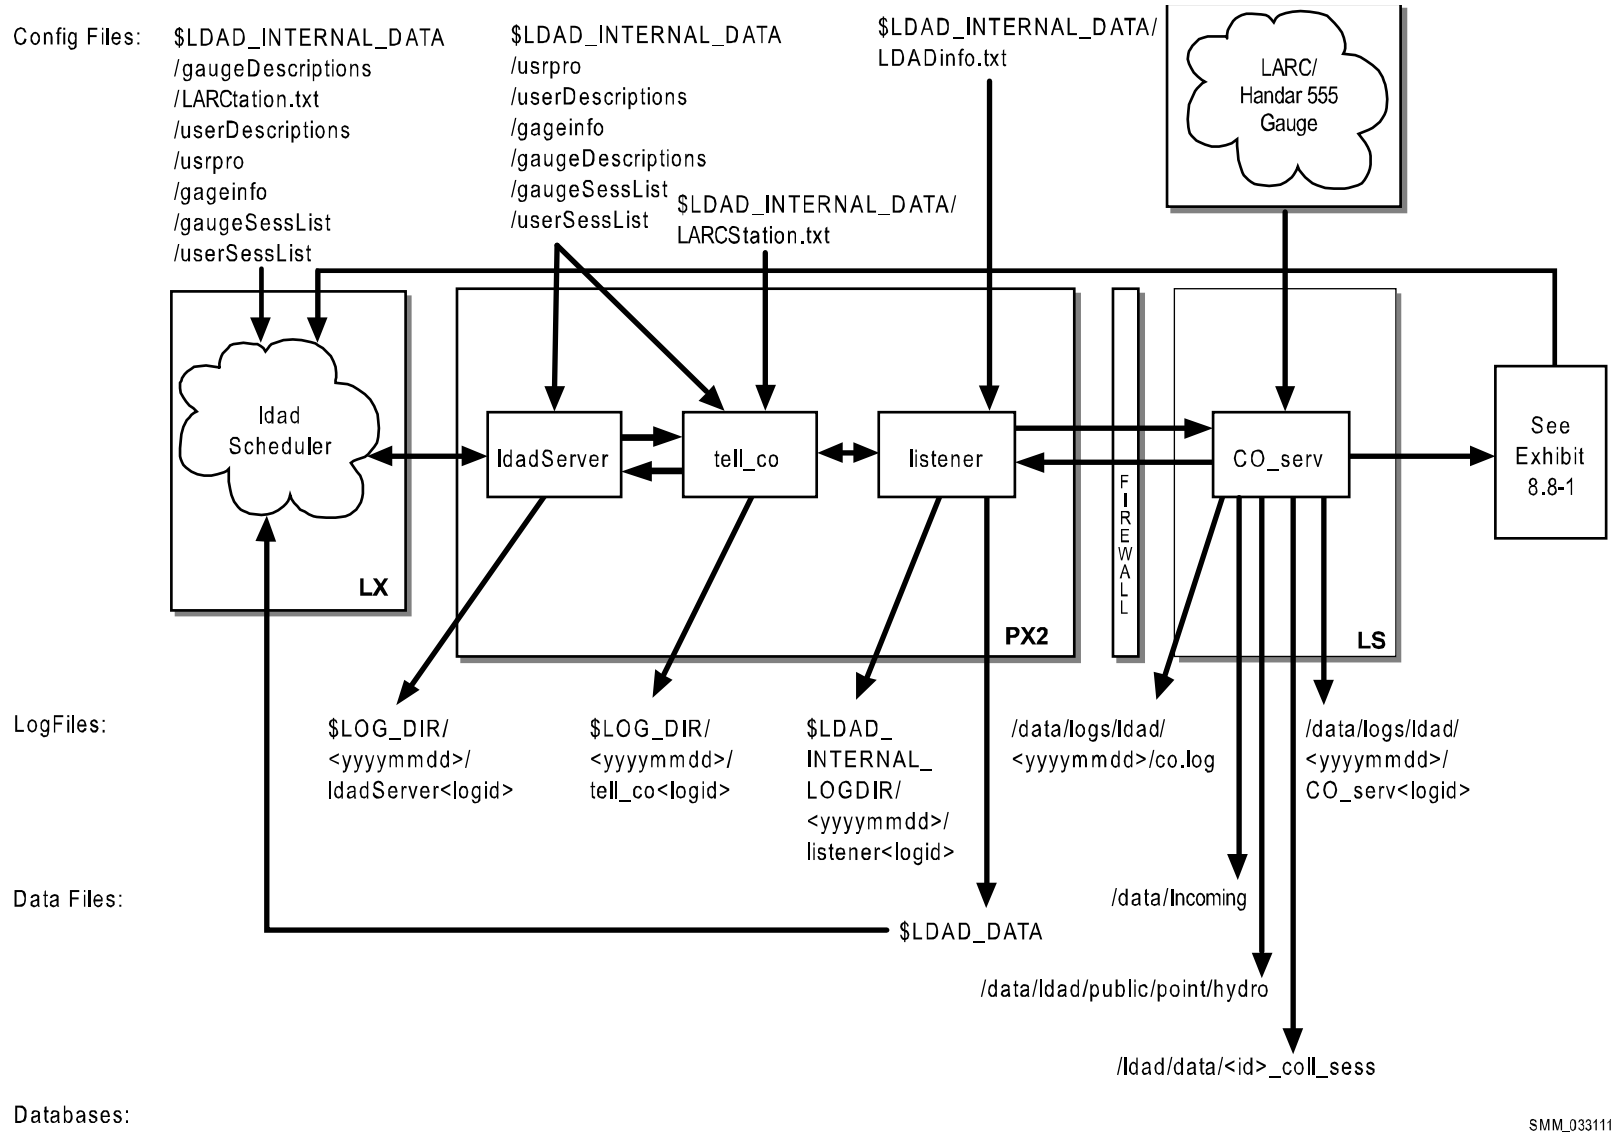 Config Files:
$LDAD_INTERNAL_DATA
/gaugeDescriptions
/LARCtation.txt
/userDescriptions
/usrpro
/gageinfo
/gaugeSessList
/userSessList
$LDAD_INTERNAL_DATA
/usrpro
/userDescriptions
/gageinfo
/gaugeDescriptions
/gaugeSessList
/userSessList
$LDAD_INTERNAL_DATA/
LARCStation.txt
$LDAD_INTERNAL_DATA/
LDADinfo.txt
LARC/
Handar 555
Gauge
ldad
Scheduler
LX
ldadServer
tell_co
listener
PX2
FIREWALL
CO_serv
LS
See
Exhibit
8.8-1
LogFiles:
$LOG_DIR/
<yyyymmdd>/
ldadServer<logid>
$LOG_DIR/
<yyyymmdd>/
tell_co<logid>
$LDAD_
INTERNAL_
LOGDIR/
<yyyymmdd>/
listener<logid>
/data/logs/ldad/
<yyyymmdd>/co.log
/data/logs/ldad/
<yyyymmdd>/
CO_serv<logid>
Data Files:
$LDAD_DATA
/data/Incoming
/data/ldad/public/point/hydro
/ldad/data/<id>_coll_sess
Databases:
SMM_033111